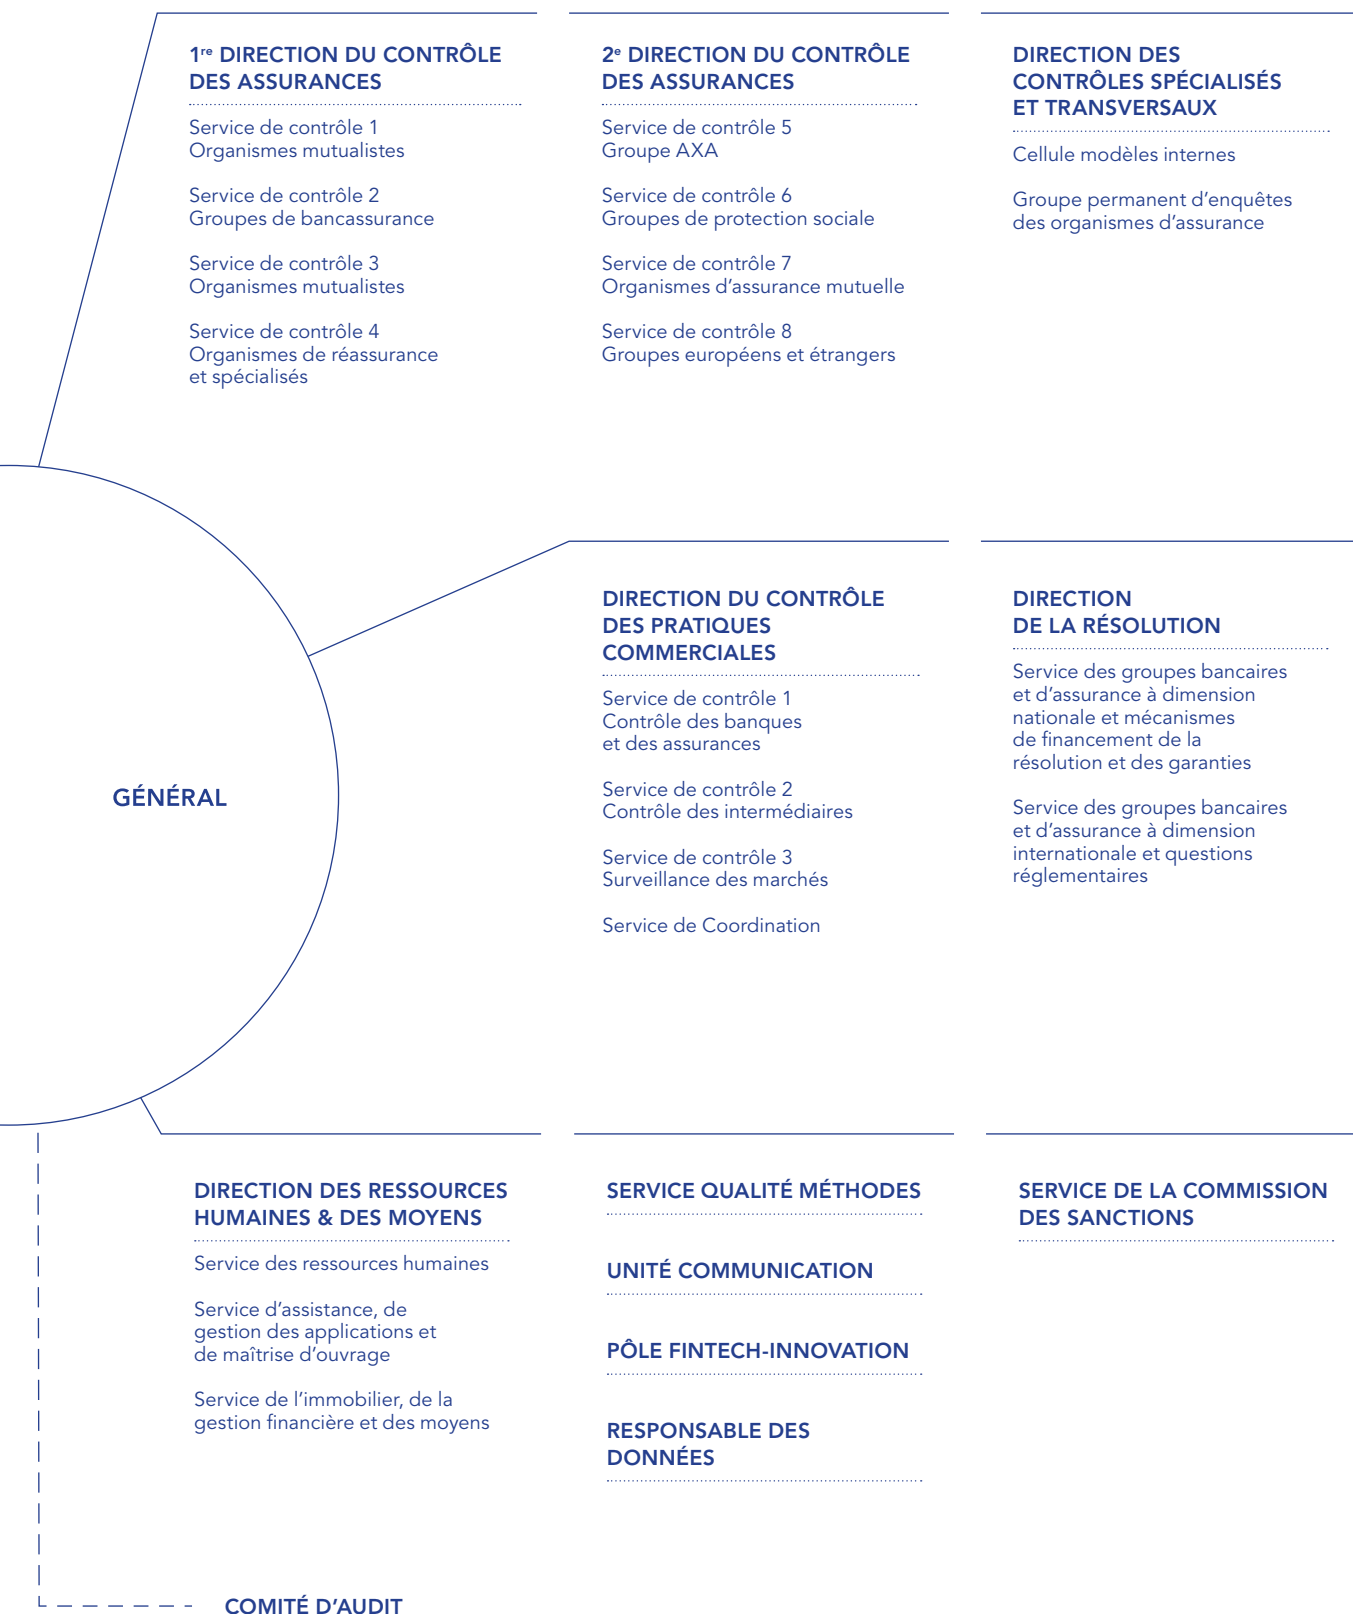 1re DIRECTION DU CONTRÔLE
DES ASSURANCES
Service de contrôle 1
Organismes mutualistes
Service de contrôle 2
Groupes de bancassurance
Service de contrôle 3
Organismes mutualistes
Service de contrôle 4
Organismes de réassurance
et spécialisés
2e DIRECTION DU CONTRÔLE
DES ASSURANCES
Service de contrôle 5
Groupe AXA
Service de contrôle 6
Groupes de protection sociale
Service de contrôle 7
Organismes d’assurance mutuelle
Service de contrôle 8
Groupes européens et étrangers
DIRECTION DES
CONTRÔLES SPÉCIALISÉS
ET TRANSVERSAUX
Cellule modèles internes
Groupe permanent d’enquêtes
des organismes d’assurance
GÉNÉRAL
DIRECTION DU CONTRÔLE
DES PRATIQUES
COMMERCIALES
Service de contrôle 1
Contrôle des banques
et des assurances
Service de contrôle 2
Contrôle des intermédiaires
Service de contrôle 3
Surveillance des marchés
Service de Coordination
DIRECTION
DE LA RÉSOLUTION
Service des groupes bancaires
et d’assurance à dimension
nationale et mécanismes
de financement de la
résolution et des garanties
Service des groupes bancaires
et d’assurance à dimension
internationale et questions
réglementaires
DIRECTION DES RESSOURCES
HUMAINES & DES MOYENS
Service des ressources humaines
Service d’assistance, de
gestion des applications et
de maîtrise d’ouvrage
Service de l’immobilier, de la
gestion financière et des moyens
SERVICE QUALITÉ MÉTHODES
UNITÉ COMMUNICATION
PÔLE FINTECH-INNOVATION
RESPONSABLE DES
DONNÉES
SERVICE DE LA COMMISSION
DES SANCTIONS
COMITÉ D’AUDIT